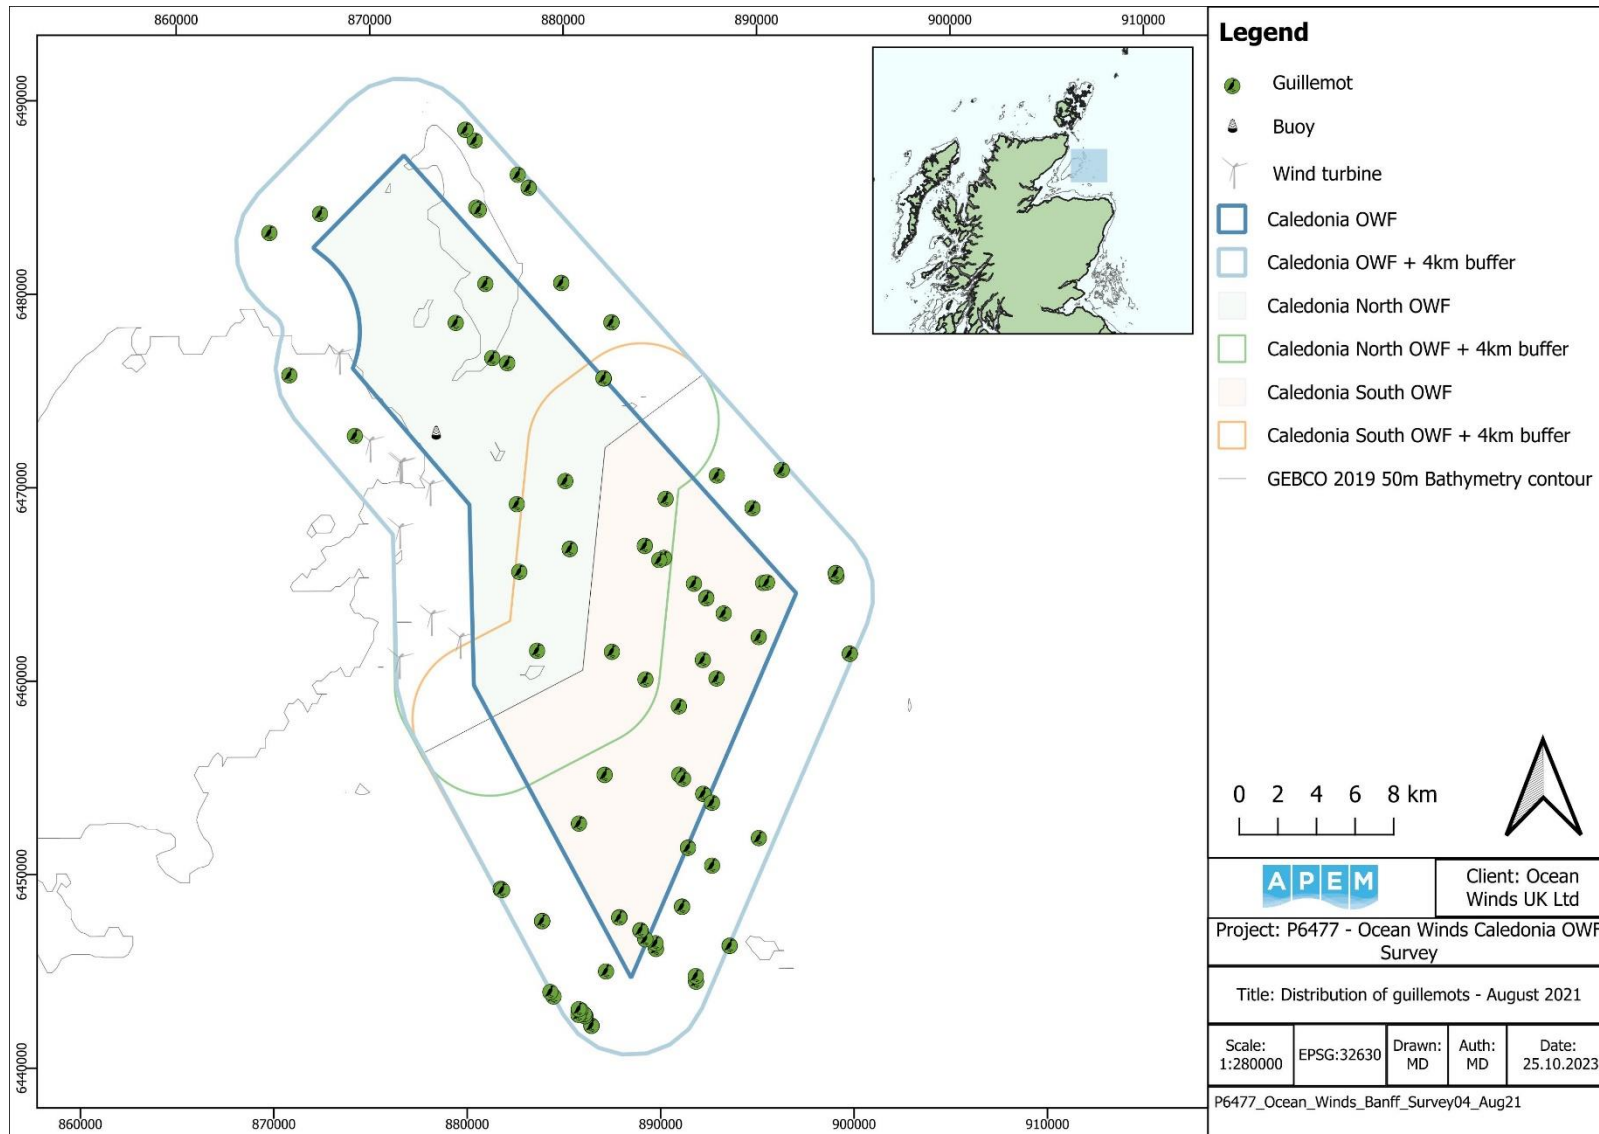 860000 870000 880000 890000 900000 910000
6490000
6480000
6470000
6460000
6450000
6440000
860000 870000 880000 890000 900000 910000
Legend
Guillemot
Buoy
Wind turbine
Caledonia OWF
Caledonia OWF + 4km buffer
Caledonia North OWF
Caledonia North OWF + 4km buffer
Caledonia South OWF
Caledonia South OWF + 4km buffer
GEBCO 2019 50m Bathymetry contour
0 2 4 6 8 km
APEM
Client: Ocean
Winds UK Ltd
Project: P6477 - Ocean Winds Caledonia OWF
Survey
Title: Distribution of guillemots - August 2021
Scale:
1:280000
EPSG:32630
Drawn:
MD
Auth:
MD
Date:
25.10.2023
P6477_Ocean_Winds_Banff_Survey04_Aug21